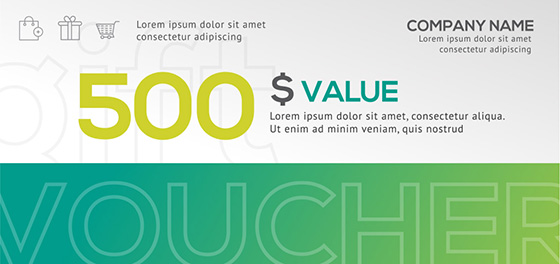 Lorem ipsum dolor sit amet
consectetur adipiscing
COMPANY NAME
Lorem ipsum dolor sit amet
consectetur adipiscing
gift
500
$ VALUE
Lorem ipsum dolor sit amet, consectetur adipiscing aliqua.
Ut enim ad minim veniam, quis nostrud
VOUCHER